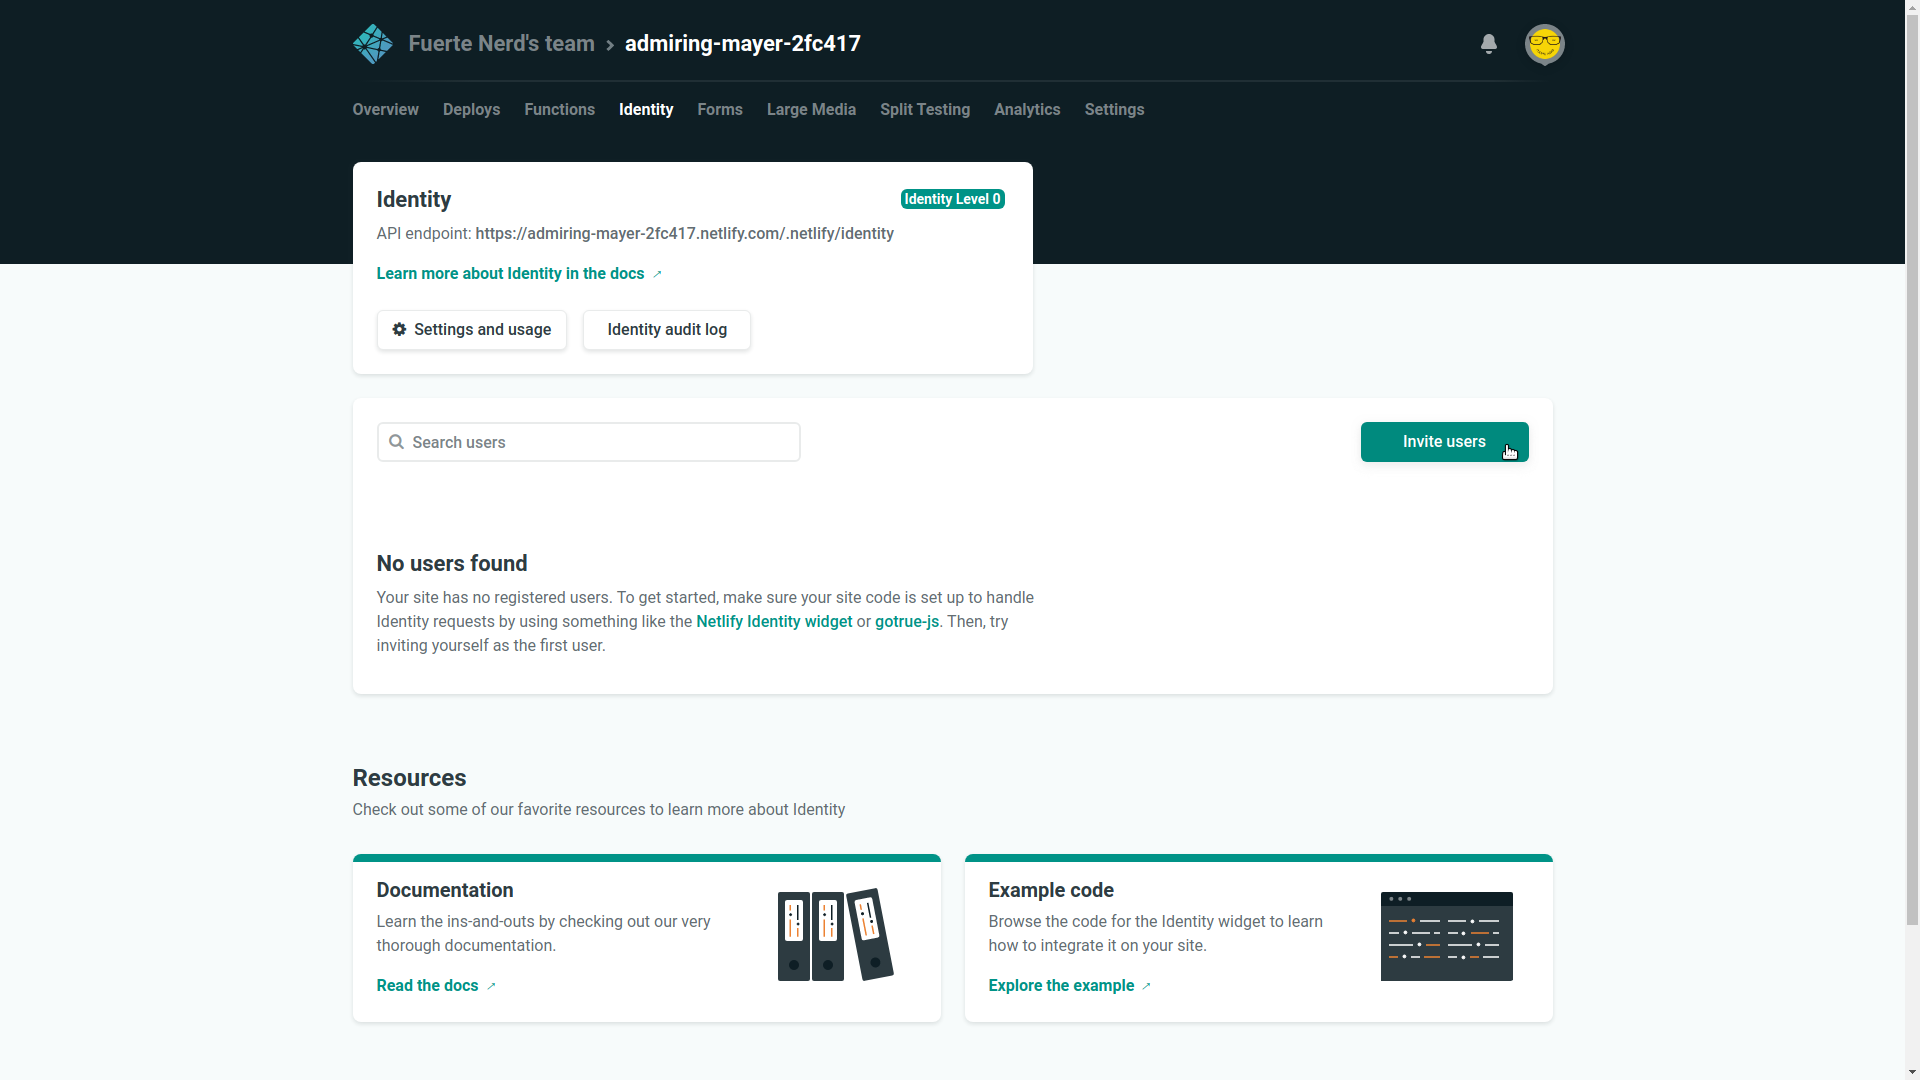 Fuerte Nerd's team > admiring-mayer-2fc417
Overview Deploys Functions Identity Forms Large Media Split Testing Analytics Settings
Identity
Identity Level 0
API endpoint: https://admiring-mayer-2fc417.netlify.com/.netlify/identity
Learn more about Identity in the docs ↗
Settings and usage
Identity audit log
Search users
Invite users
No users found
Your site has no registered users. To get started, make sure your site code is set up to handle
Identity requests by using something like the Netlify Identity widget or gotrue-js. Then, try
inviting yourself as the first user.
Resources
Check out some of our favorite resources to learn more about Identity
Documentation
Learn the ins-and-outs by checking out our very
thorough documentation.
Read the docs ↗
Example code
Browse the code for the Identity widget to learn
how to integrate it on your site.
Explore the example ↗